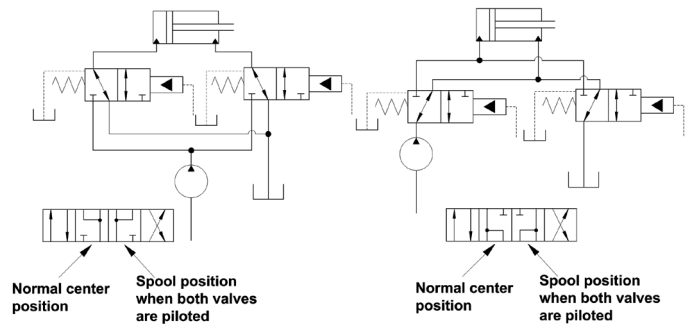 Normal center
position
Spool position
when both valves
are piloted
Normal center
position
Spool position
when both valves
are piloted